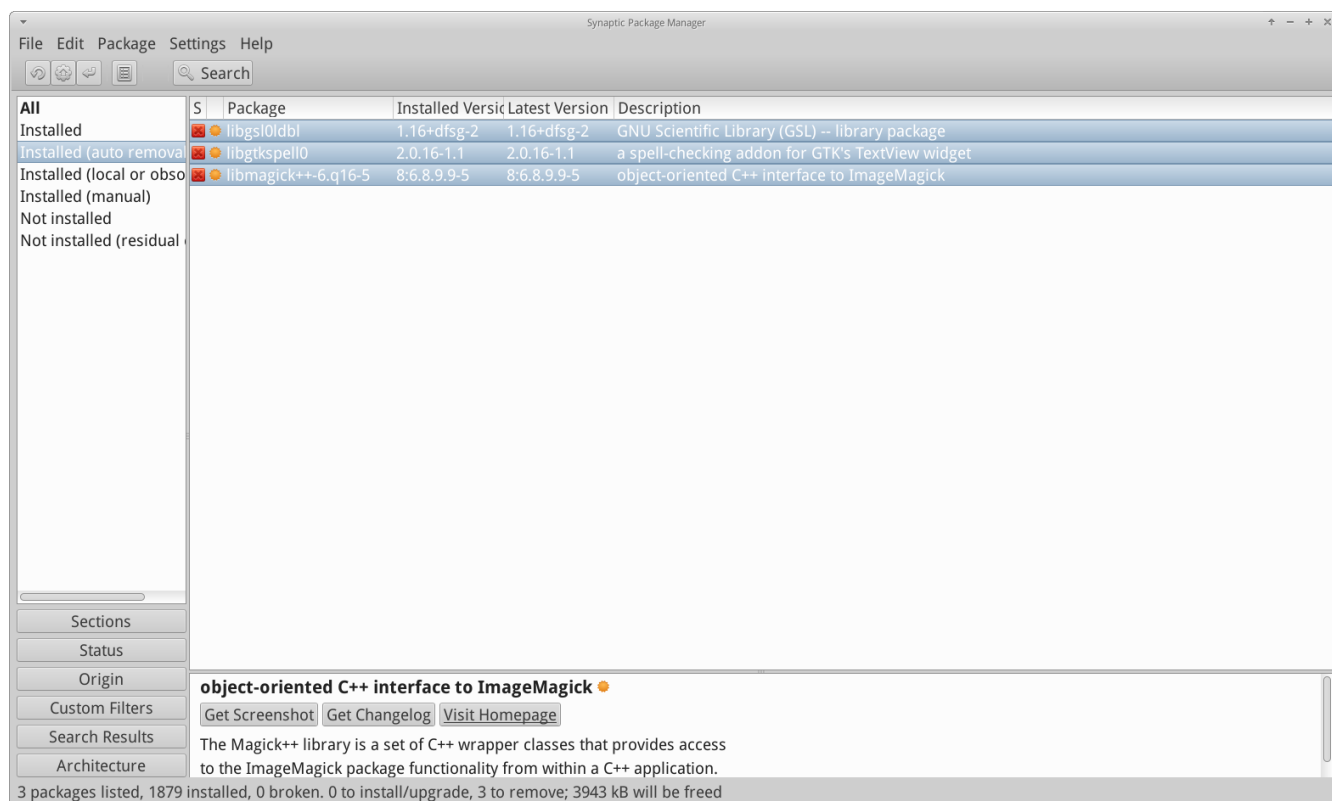 Synaptic Package Manager
File Edit Package Settings Help
Search
All
Installed
Installed (auto remova
Installed (local or obso
Installed (manual)
Not installed
Not installed (residual
S Package Installed Versic Latest Version Description
libgsl0ldbl 1.16+dfsg-2 1.16+dfsg-2 GNU Scientific Library (GSL) -- library package
libgtkspell0 2.0.16-1.1 2.0.16-1.1 a spell-checking addon for GTK's TextView widget
libmagick++-6.q16-5 8:6.8.9.9-5 8:6.8.9.9-5 object-oriented C++ interface to ImageMagick
Sections
Status
Origin
Custom Filters
Search Results
Architecture
object-oriented C++ interface to ImageMagick
Get Screenshot Get Changelog Visit Homepage
The Magick++ library is a set of C++ wrapper classes that provides access
to the ImageMagick package functionality from within a C++ application.
3 packages listed, 1879 installed, 0 broken. 0 to install/upgrade, 3 to remove; 3943 kB will be freed